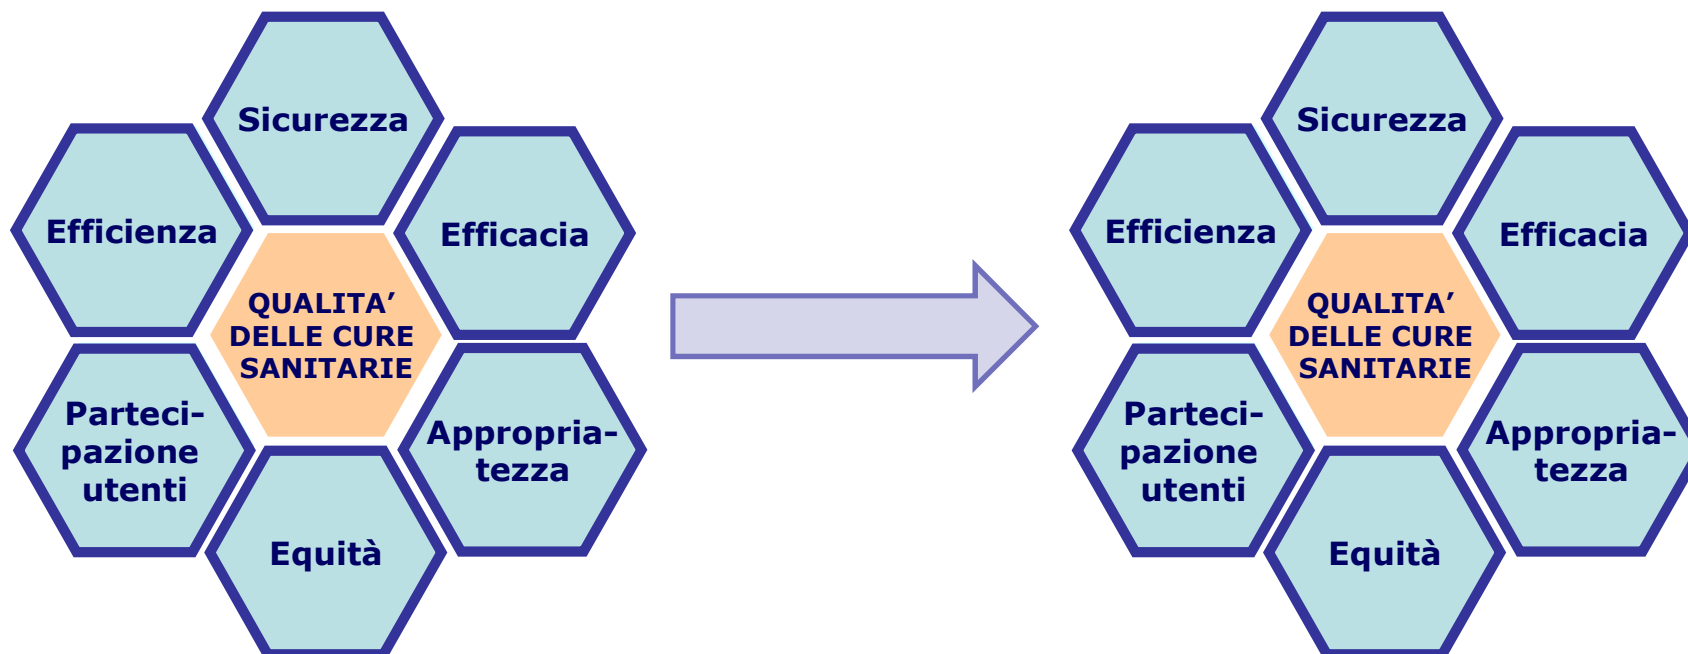 Sicurezza
Efficienza
Efficacia
QUALITA’
DELLE CURE
SANITARIE
Parteci-
pazione
utenti
Appropria-
tezza
Equità
Sicurezza
Efficienza
Efficacia
QUALITA’
DELLE CURE
SANITARIE
Parteci-
pazione
utenti
Appropria-
tezza
Equità